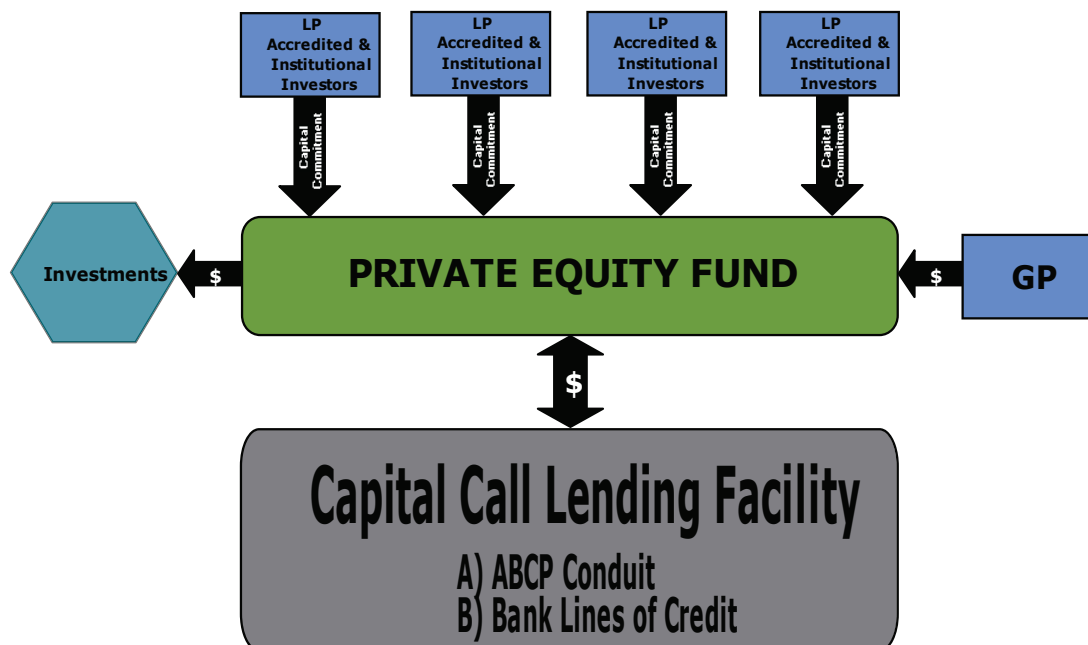 LP
Accredited &
Institutional
Investors
LP
Accredited &
Institutional
Investors
LP
Accredited &
Institutional
Investors
LP
Accredited &
Institutional
Investors
Capital
Commitment
Capital
Commitment
Capital
Commitment
Capital
Commitment
Investments
$
PRIVATE EQUITY FUND
$
GP
$
Capital Call Lending Facility
A) ABCP Conduit
B) Bank Lines of Credit